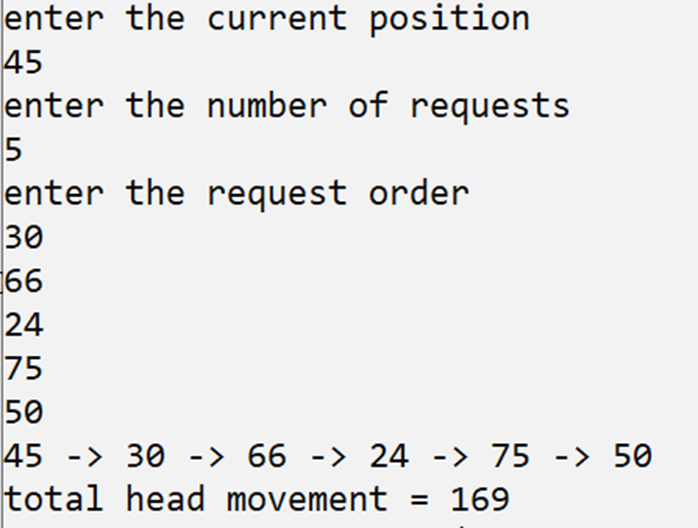 enter the current position
45
enter the number of requests
5
enter the request order
30
66
24
75
50
45 -> 30 -> 66 -> 24 -> 75 -> 50
total head movement = 169